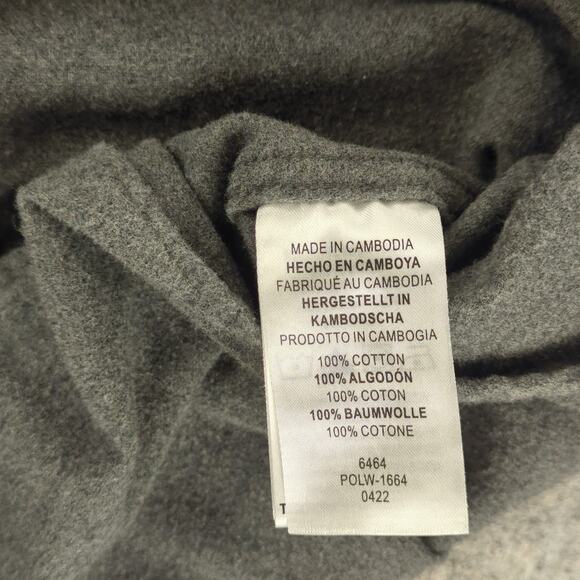 MADE IN CAMBODIA
HECHO EN CAMBOYA
FABRIQUÉ AU CAMBODIA
HERGESTELLT IN
KAMBODSCHA
PRODOTTO IN CAMBOGIA
100% COTTON
100% ALGODÓN
100% COTON
100% BAUMWOLLE
100% COTONE
6464
POLW-1664
0422
T